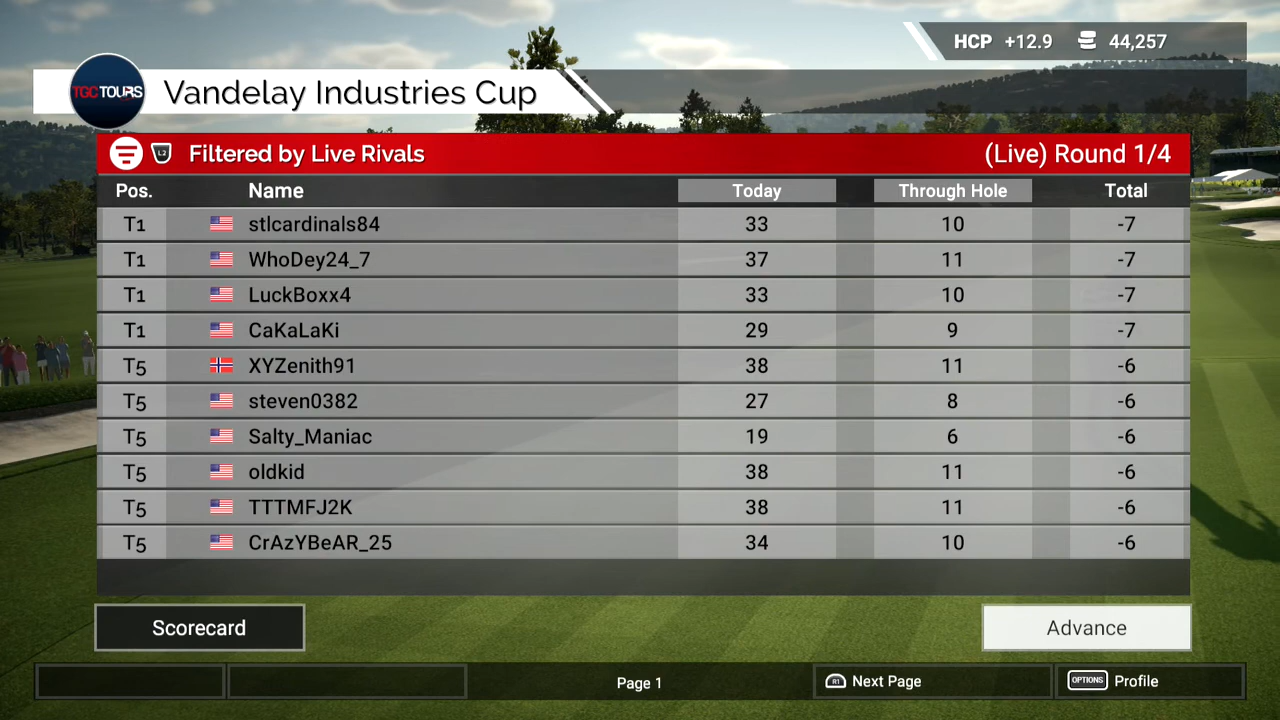 HCP +12.9 44,257
TGCTOURS Vandelay Industries Cup
L2 Filtered by Live Rivals (Live) Round 1/4
Pos. Name Today Through Hole Total
T1 stlcardinals84 33 10 -7
T1 WhoDey24_7 37 11 -7
T1 LuckBoxx4 33 10 -7
T1 CaKaLaKi 29 9 -7
T5 XYZenith91 38 11 -6
T5 steven0382 27 8 -6
T5 Salty_Maniac 19 6 -6
T5 oldkid 38 11 -6
T5 TTTMFJ2K 38 11 -6
T5 CrAzYBeAR_25 34 10 -6
Scorecard Advance
Page 1 R1 Next Page OPTIONS Profile